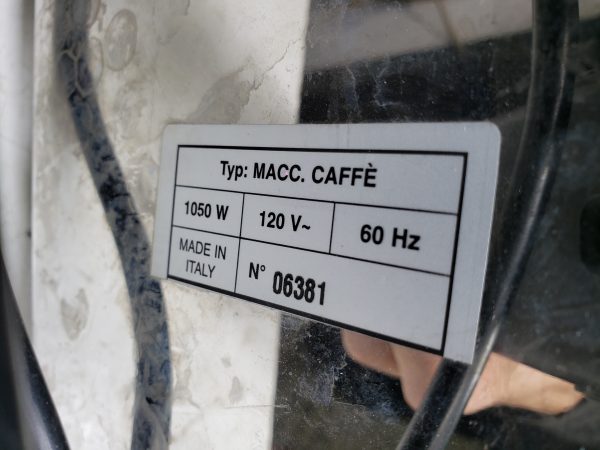 Typ: MACC. CAFFÈ
1050 W 120 V~ 60 Hz
MADE IN
ITALY
N° 06381